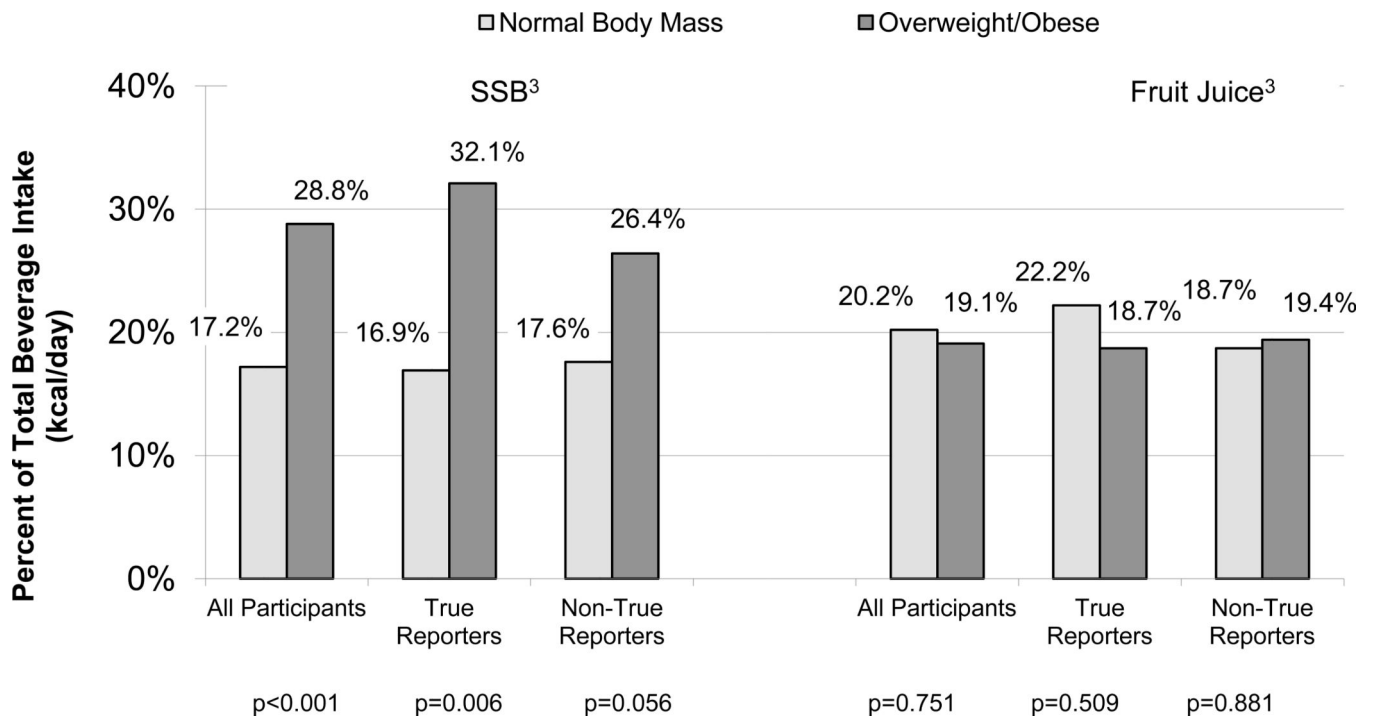 Normal Body Mass
Overweight/Obese
SSB3
Fruit Juice3
Percent of Total Beverage Intake
(kcal/day)
40%
30%
20%
10%
0%
17.2%
28.8%
16.9%
32.1%
17.6%
26.4%
20.2%
19.1%
22.2%
18.7%
18.7%
19.4%
All Participants
True
Reporters
Non-True
Reporters
All Participants
True
Reporters
Non-True
Reporters
p<0.001
p=0.006
p=0.056
p=0.751
p=0.509
p=0.881